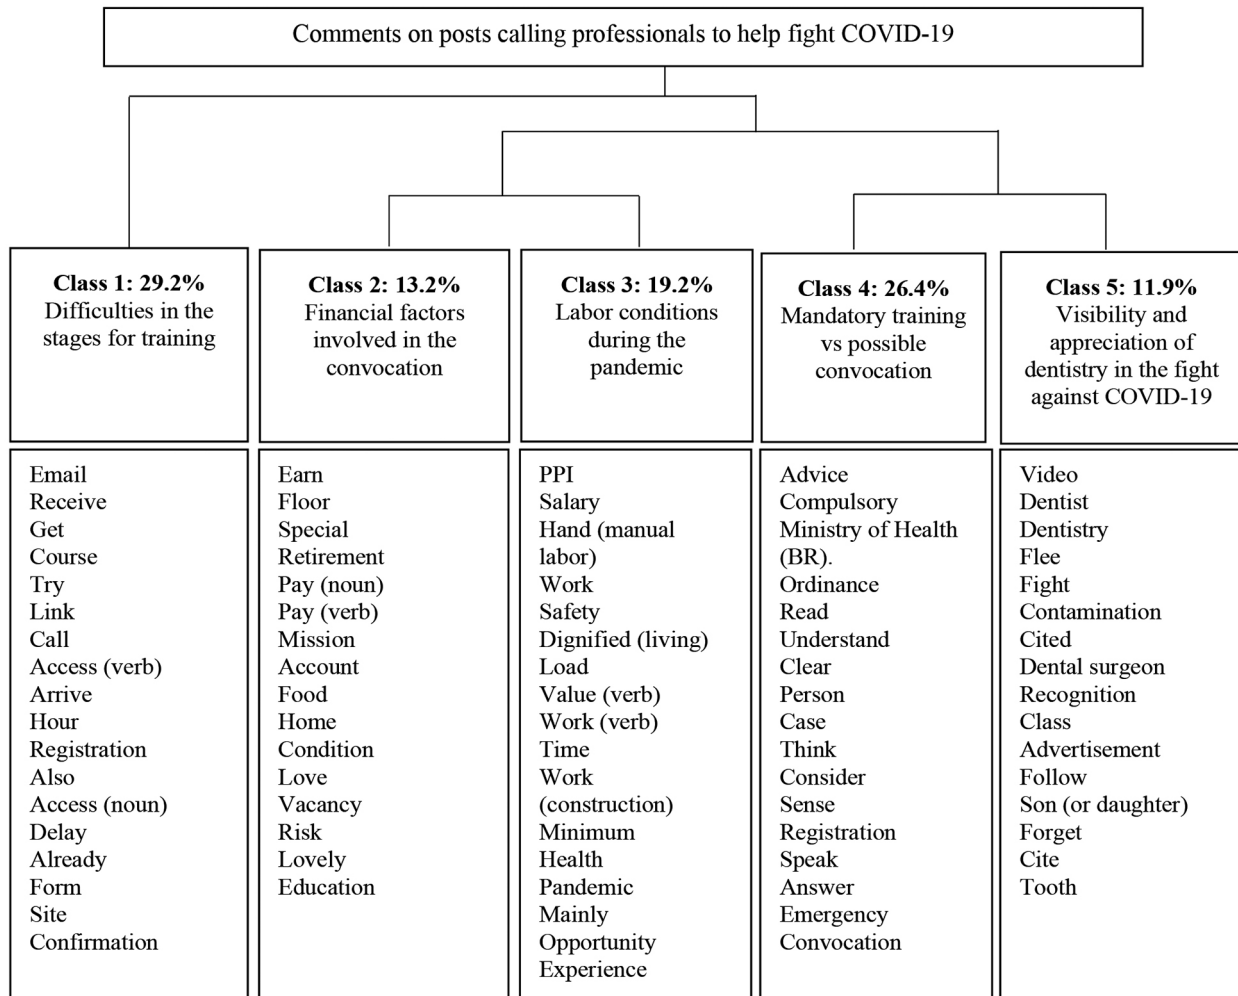 Comments on posts calling professionals to help fight COVID-19
Class 1: 29.2%
Difficulties in the
stages for training
Class 2: 13.2%
Financial factors
involved in the
convocation
Class 3: 19.2%
Labor conditions
during the
pandemic
Class 4: 26.4%
Mandatory training
vs possible
convocation
Class 5: 11.9%
Visibility and
appreciation of
dentistry in the fight
against COVID-19
Email
Receive
Get
Course
Try
Link
Call
Access (verb)
Arrive
Hour
Registration
Also
Access (noun)
Delay
Already
Form
Site
Confirmation
Earn
Floor
Special
Retirement
Pay (noun)
Pay (verb)
Mission
Account
Food
Home
Condition
Love
Vacancy
Risk
Lovely
Education
PPI
Salary
Hand (manual
labor)
Work
Safety
Dignified (living)
Load
Value (verb)
Work (verb)
Time
Work
(construction)
Minimum
Health
Pandemic
Mainly
Opportunity
Experience
Advice
Compulsory
Ministry of Health
(BR).
Ordinance
Read
Understand
Clear
Person
Case
Think
Consider
Sense
Registration
Speak
Answer
Emergency
Convocation
Video
Dentist
Dentistry
Flee
Fight
Contamination
Cited
Dental surgeon
Recognition
Class
Advertisement
Follow
Son (or daughter)
Forget
Cite
Tooth